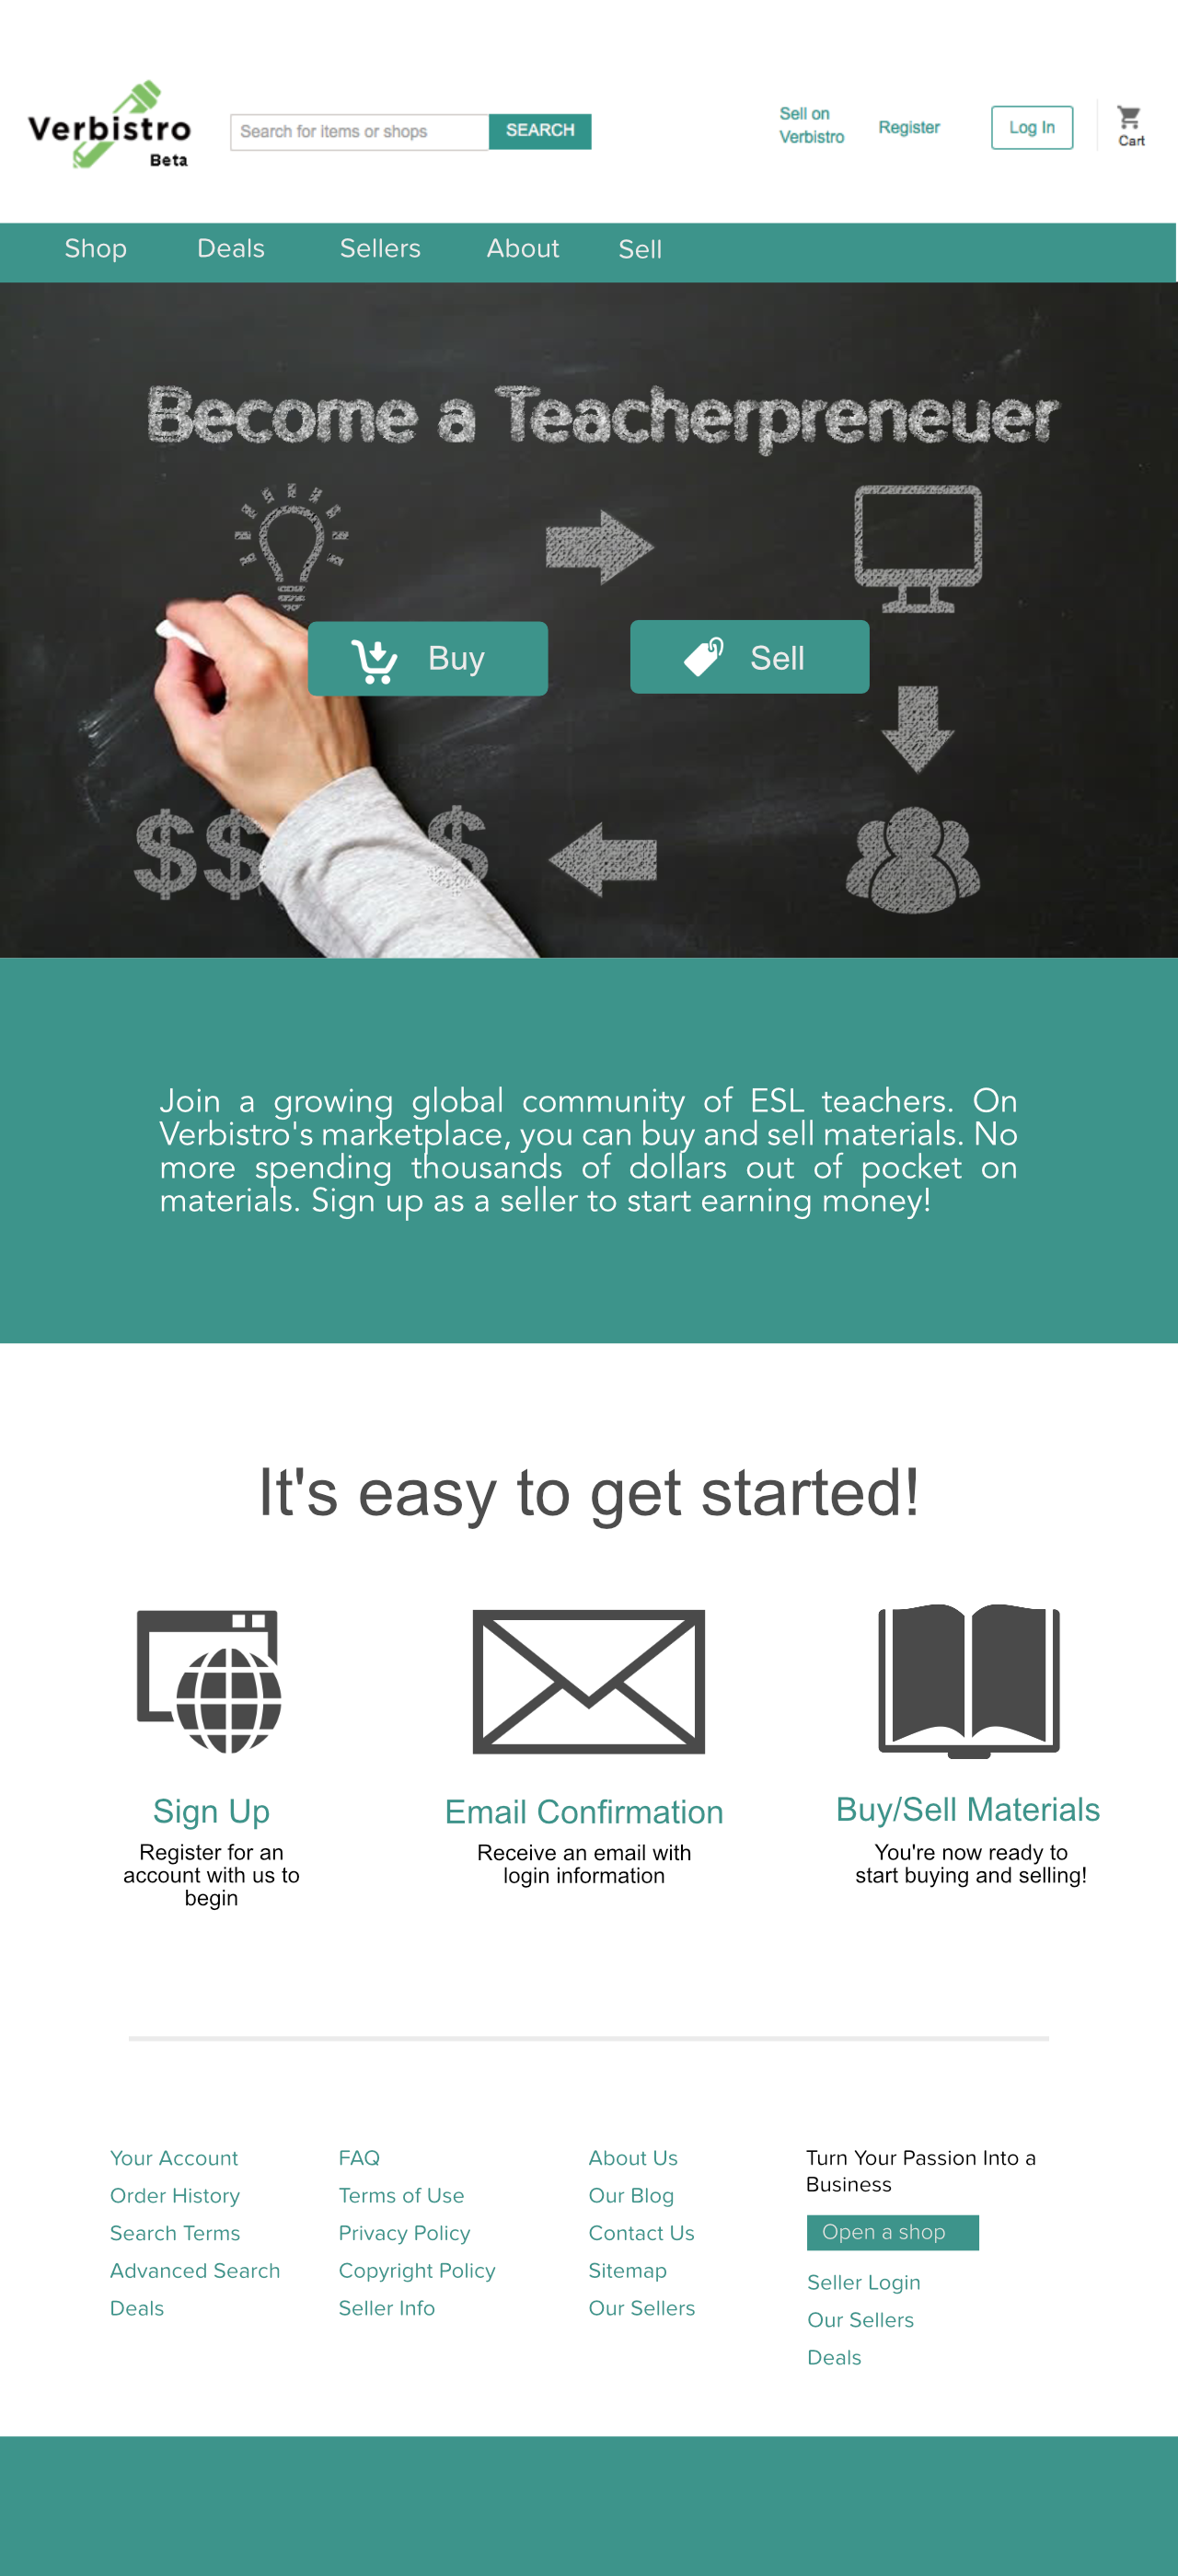 Verbistro
Beta
Search for items or shops
SEARCH
Sell on
Verbistro
Register
Log In
Cart
Shop Deals Sellers About Sell
Become a Teacherpreneuer
Buy
Sell
$$ $
Join a growing global community of ESL teachers. On
Verbistro's marketplace, you can buy and sell materials. No
more spending thousands of dollars out of pocket on
materials. Sign up as a seller to start earning money!
It's easy to get started!
Sign Up
Register for an
account with us to
begin
Email Confirmation
Receive an email with
login information
Buy/Sell Materials
You're now ready to
start buying and selling!
Your Account
Order History
Search Terms
Advanced Search
Deals
FAQ
Terms of Use
Privacy Policy
Copyright Policy
Seller Info
About Us
Our Blog
Contact Us
Sitemap
Our Sellers
Turn Your Passion Into a
Business
Open a shop
Seller Login
Our Sellers
Deals